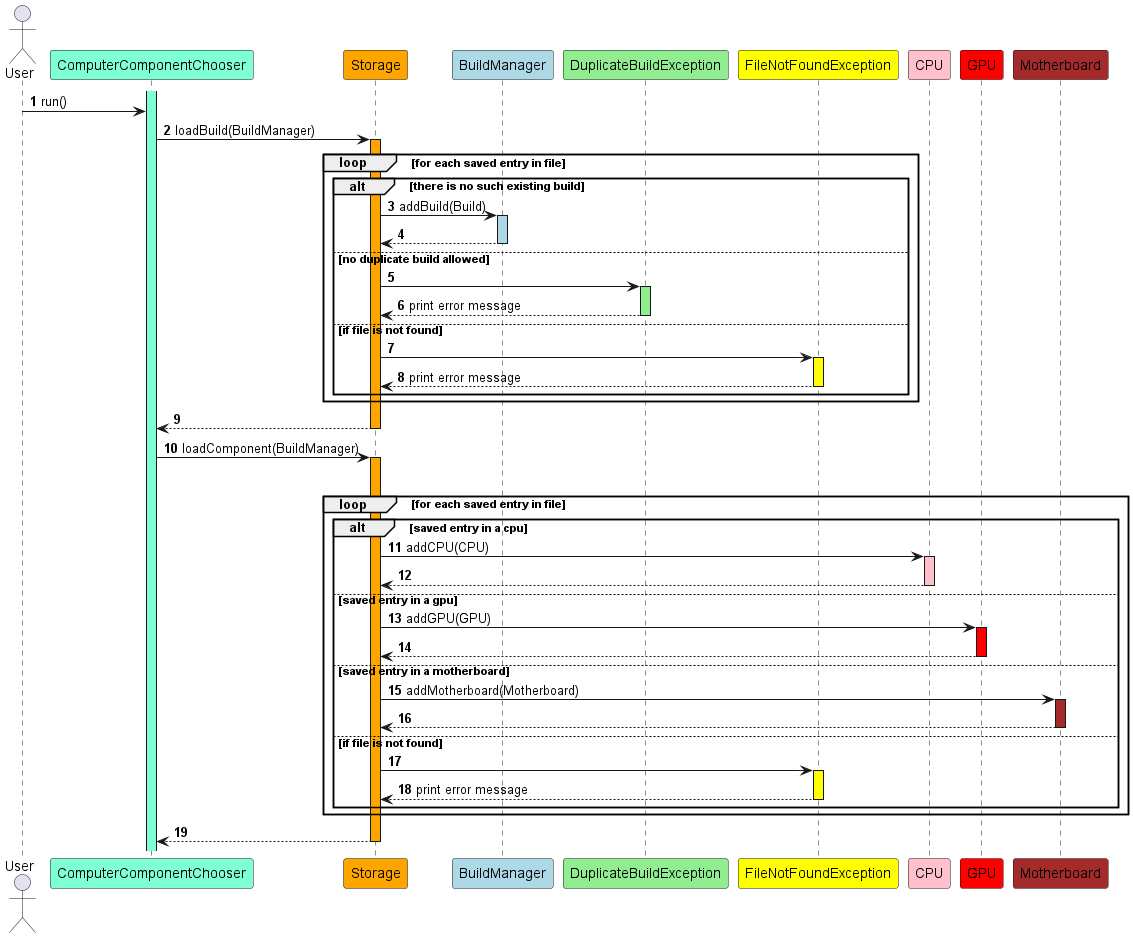 User
ComputerComponentChooser
Storage
BuildManager
DuplicateBuildException
FileNotFoundException
CPU
GPU
Motherboard
1 run()
2 loadBuild(BuildManager)
loop [for each saved entry in file]
alt [there is no such existing build]
3 addBuild(Build)
4
[no duplicate build allowed]
5
6 print error message
[if file is not found]
7
8 print error message
9
10 loadComponent(BuildManager)
loop [for each saved entry in file]
alt [saved entry in a cpu]
11 addCPU(CPU)
12
[saved entry in a gpu]
13 addGPU(GPU)
14
[saved entry in a motherboard]
15 addMotherboard(Motherboard)
16
[if file is not found]
17
18 print error message
19
User
ComputerComponentChooser
Storage
BuildManager
DuplicateBuildException
FileNotFoundException
CPU
GPU
Motherboard